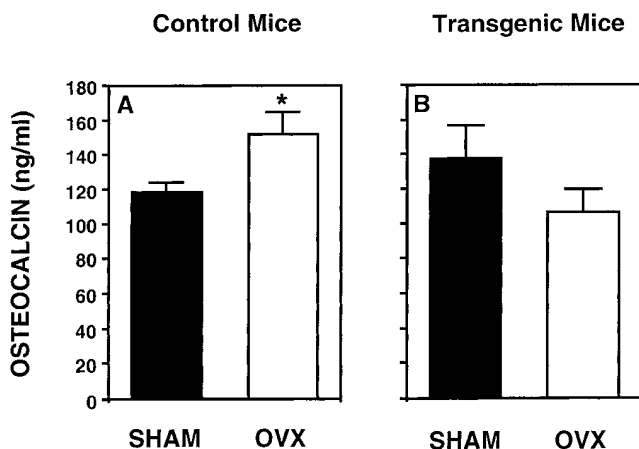 Control Mice Transgenic Mice
OSTEOCALCIN (ng/ml)
A
*
B
180
160
140
120
100
80
60
40
20
0
SHAM OVX SHAM OVX